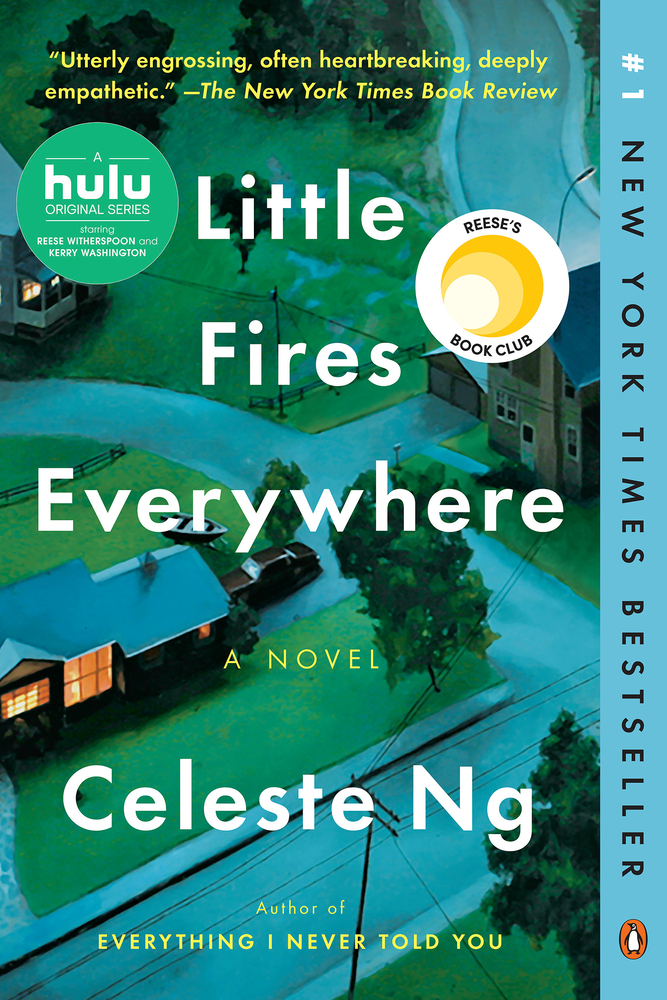 “Utterly engrossing, often heartbreaking, deeply
empathetic.” —The New York Times Book Review
A
hulu
ORIGINAL SERIES
starring
REESE WITHERSPOON and
KERRY WASHINGTON
Little
REESE'S
BOOK CLUB
Fires
Everywhere
A NOVEL
Celeste Ng
Author of
EVERYTHING I NEVER TOLD YOU
#1 NEW YORK TIMES BESTSELLER